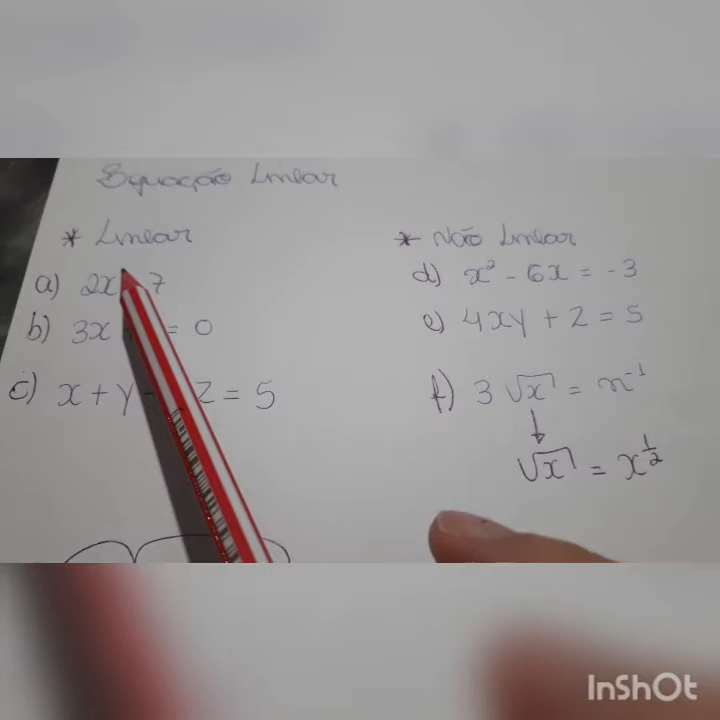 Equação Linear
* Linear
a) 2x 7
b) 3x = 0
c) x + y - z = 5
* Não Linear
d) x² - 6x = -3
e) 4xy + z = 5
f) 3√x = n⁻¹
√x = x^½
InShOt